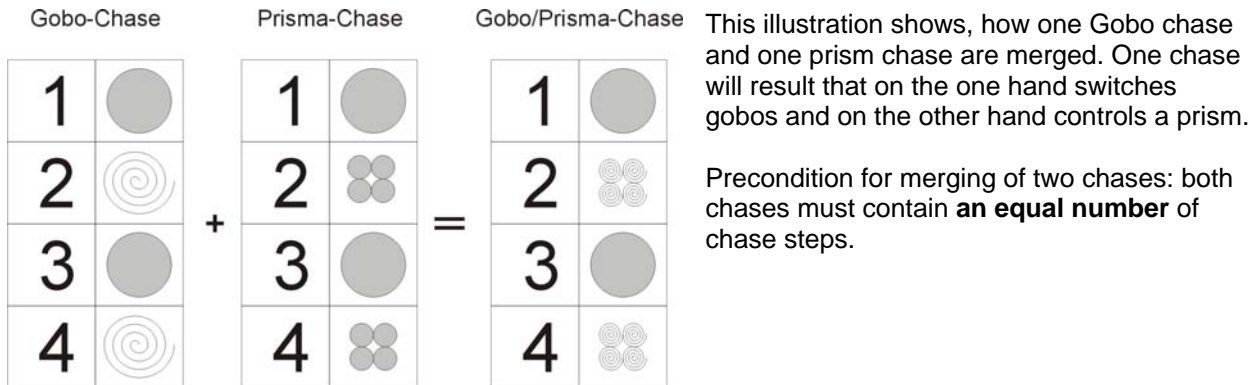 Gobo-Chase
Prisma-Chase
Gobo/Prisma-Chase
1 1 1
2 2 2
+ =
3 3 3
4 4 4
This illustration shows, how one Gobo chase
and one prism chase are merged. One chase
will result that on the one hand switches
gobos and on the other hand controls a prism.
Precondition for merging of two chases: both
chases must contain an equal number of
chase steps.